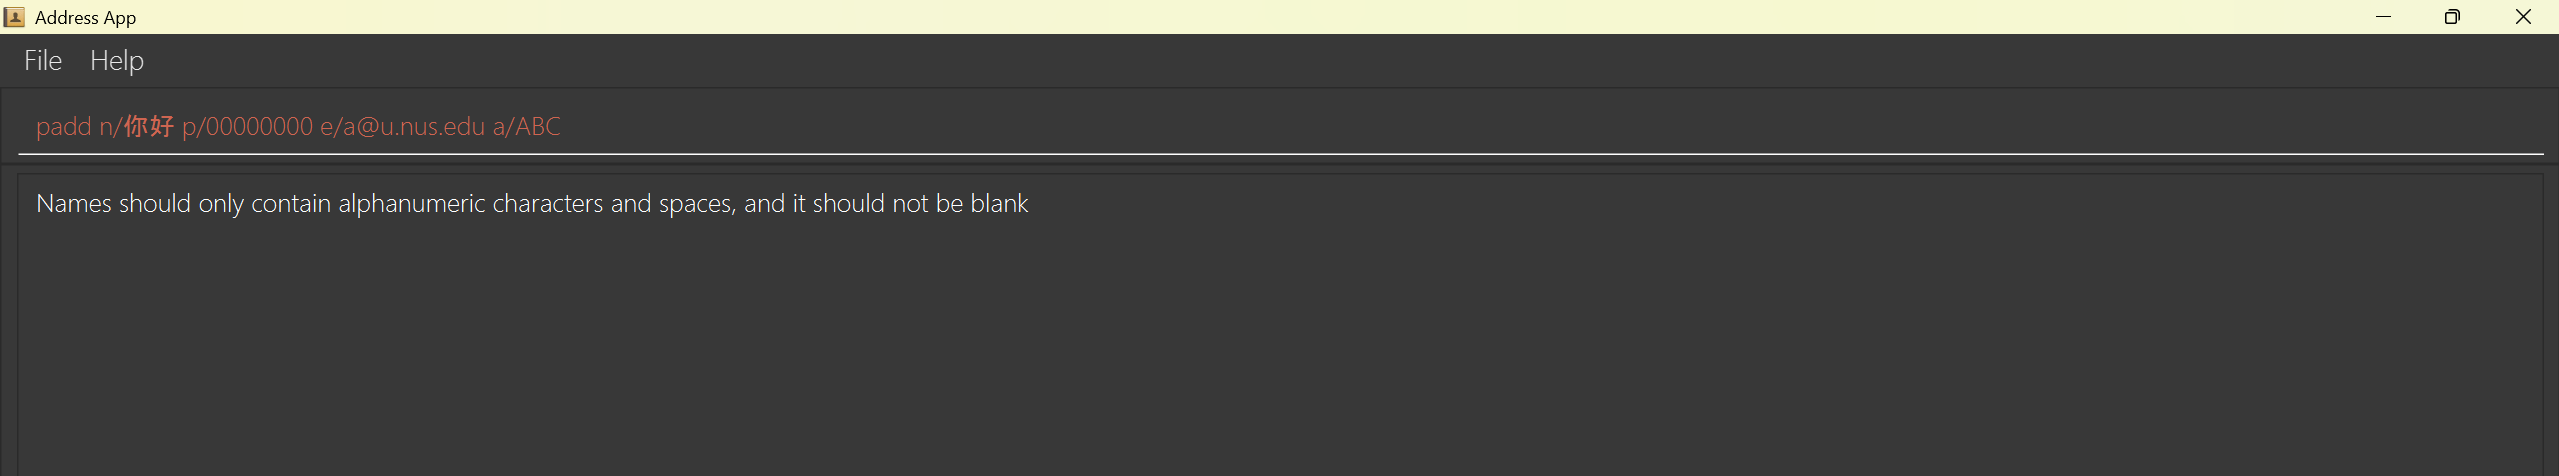 Address App
File Help
padd n/你好 p/00000000 e/a@u.nus.edu a/ABC
Names should only contain alphanumeric characters and spaces, and it should not be blank